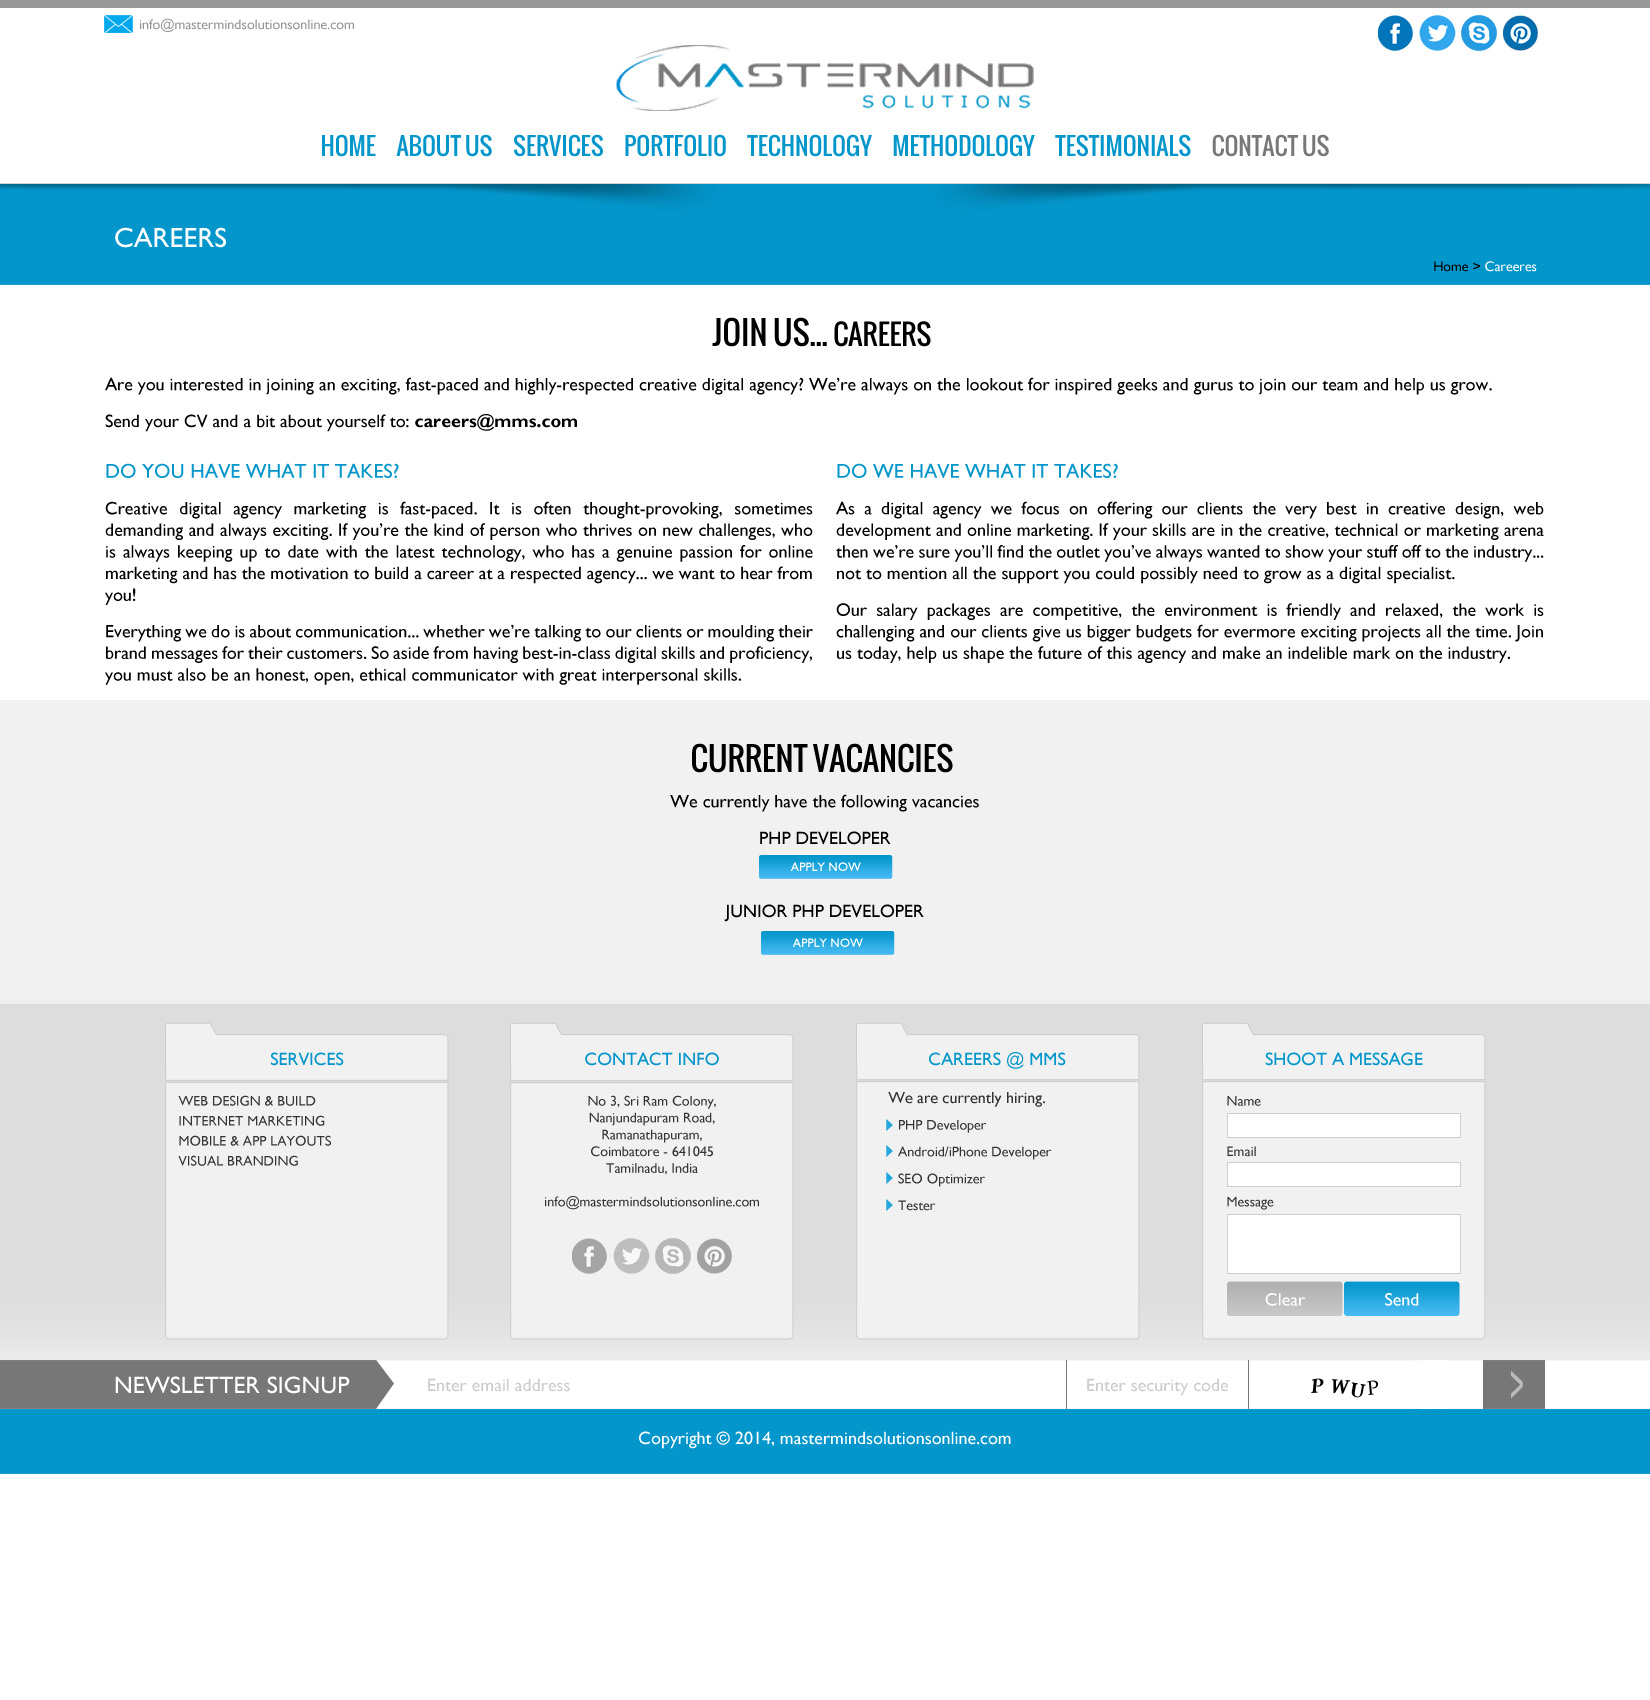 info@mastermindsolutionsonline.com
MASTERMIND
SOLUTIONS
HOME ABOUT US SERVICES PORTFOLIO TECHNOLOGY METHODOLOGY TESTIMONIALS CONTACT US
CAREERS
Home > Careeres
JOIN US... CAREERS
Are you interested in joining an exciting, fast-paced and highly-respected creative digital agency? We're always on the lookout for inspired geeks and gurus to join our team and help us grow.
Send your CV and a bit about yourself to: careers@mms.com
DO YOU HAVE WHAT IT TAKES?
Creative digital agency marketing is fast-paced. It is often thought-provoking, sometimes
demanding and always exciting. If you're the kind of person who thrives on new challenges, who
is always keeping up to date with the latest technology, who has a genuine passion for online
marketing and has the motivation to build a career at a respected agency... we want to hear from
you!
Everything we do is about communication... whether we're talking to our clients or moulding their
brand messages for their customers. So aside from having best-in-class digital skills and proficiency,
you must also be an honest, open, ethical communicator with great interpersonal skills.
DO WE HAVE WHAT IT TAKES?
As a digital agency we focus on offering our clients the very best in creative design, web
development and online marketing. If your skills are in the creative, technical or marketing arena
then we're sure you'll find the outlet you've always wanted to show your stuff off to the industry...
not to mention all the support you could possibly need to grow as a digital specialist.
Our salary packages are competitive, the environment is friendly and relaxed, the work is
challenging and our clients give us bigger budgets for evermore exciting projects all the time. Join
us today, help us shape the future of this agency and make an indelible mark on the industry.
CURRENT VACANCIES
We currently have the following vacancies
PHP DEVELOPER
APPLY NOW
JUNIOR PHP DEVELOPER
APPLY NOW
SERVICES
WEB DESIGN & BUILD
INTERNET MARKETING
MOBILE & APP LAYOUTS
VISUAL BRANDING
CONTACT INFO
No 3, Sri Ram Colony,
Nanjundapuram Road,
Ramanathapuram,
Coimbatore - 641045
Tamilnadu, India
info@mastermindsolutionsonline.com
CAREERS @ MMS
We are currently hiring.
PHP Developer
Android/iPhone Developer
SEO Optimizer
Tester
SHOOT A MESSAGE
Name
Email
Message
Clear Send
NEWSLETTER SIGNUP Enter email address Enter security code P WUP
Copyright © 2014, mastermindsolutionsonline.com